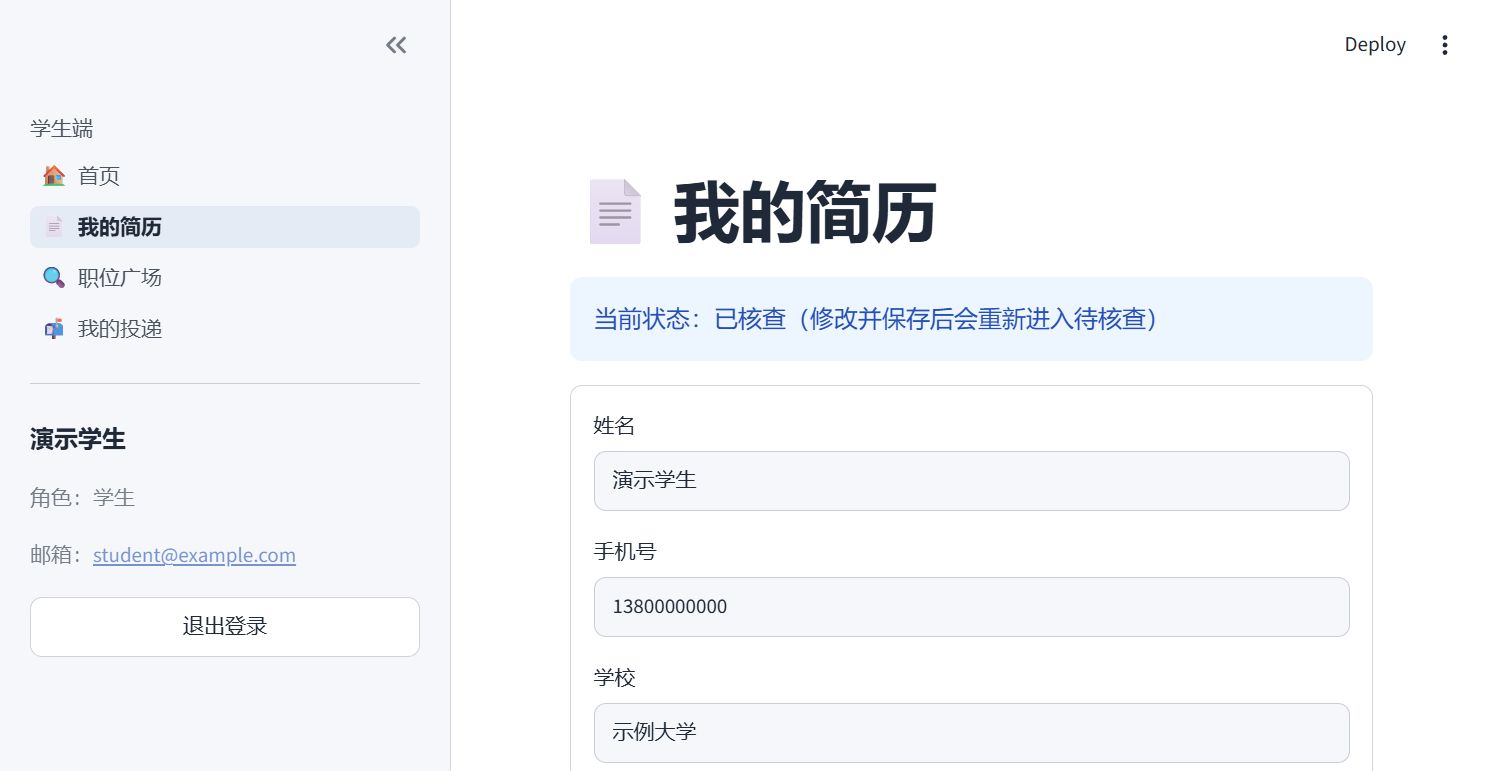 学生端
首页
我的简历
职位广场
我的投递
演示学生
角色：学生
邮箱：student@example.com
退出登录
Deploy
我的简历
当前状态：已核查（修改并保存后会重新进入待核查）
姓名
演示学生
手机号
13800000000
学校
示例大学